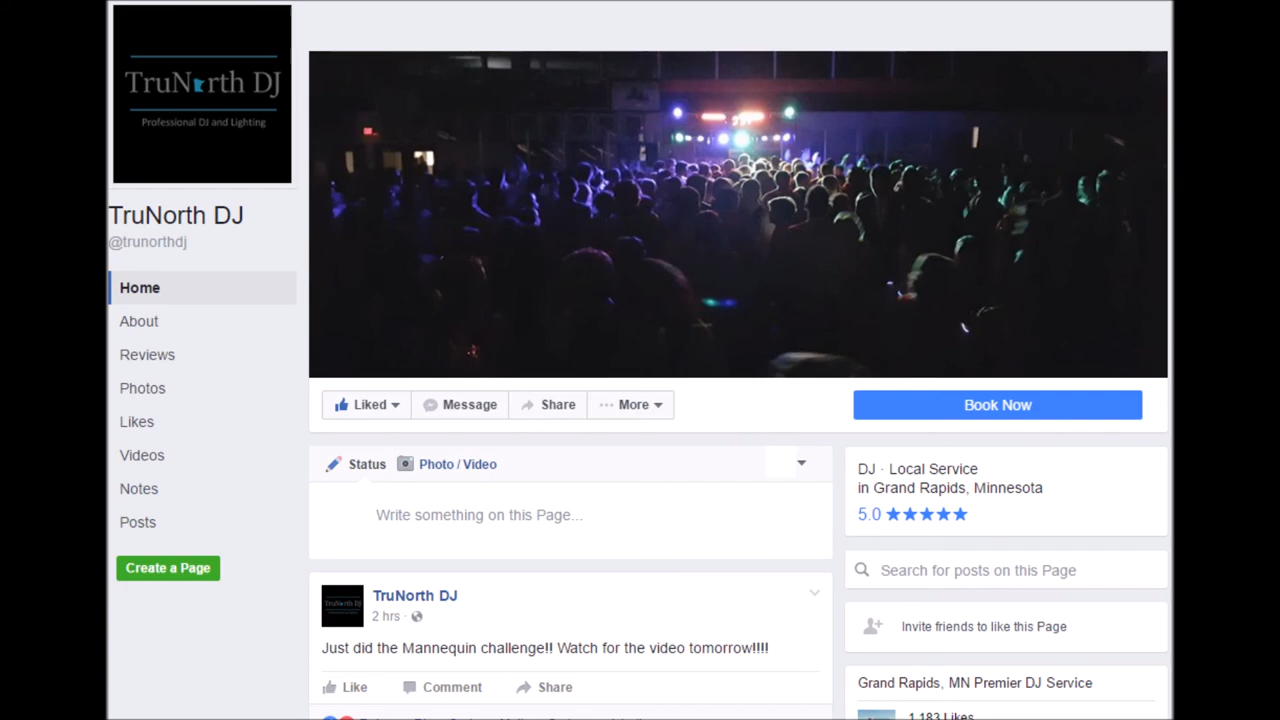 TruNorth DJ
Professional DJ and Lighting
TruNorth DJ
@trunorthdj
Home
About
Reviews
Photos
Likes
Videos
Notes
Posts
Create a Page
Liked
Message
Share
More
Book Now
Status
Photo / Video
Write something on this Page...
TruNorth DJ
TruNorth DJ
2 hrs ·
Just did the Mannequin challenge!! Watch for the video tomorrow!!!!
Like
Comment
Share
DJ · Local Service
in Grand Rapids, Minnesota
5.0 ★★★★★
Search for posts on this Page
Invite friends to like this Page
Grand Rapids, MN Premier DJ Service
1,183 Likes